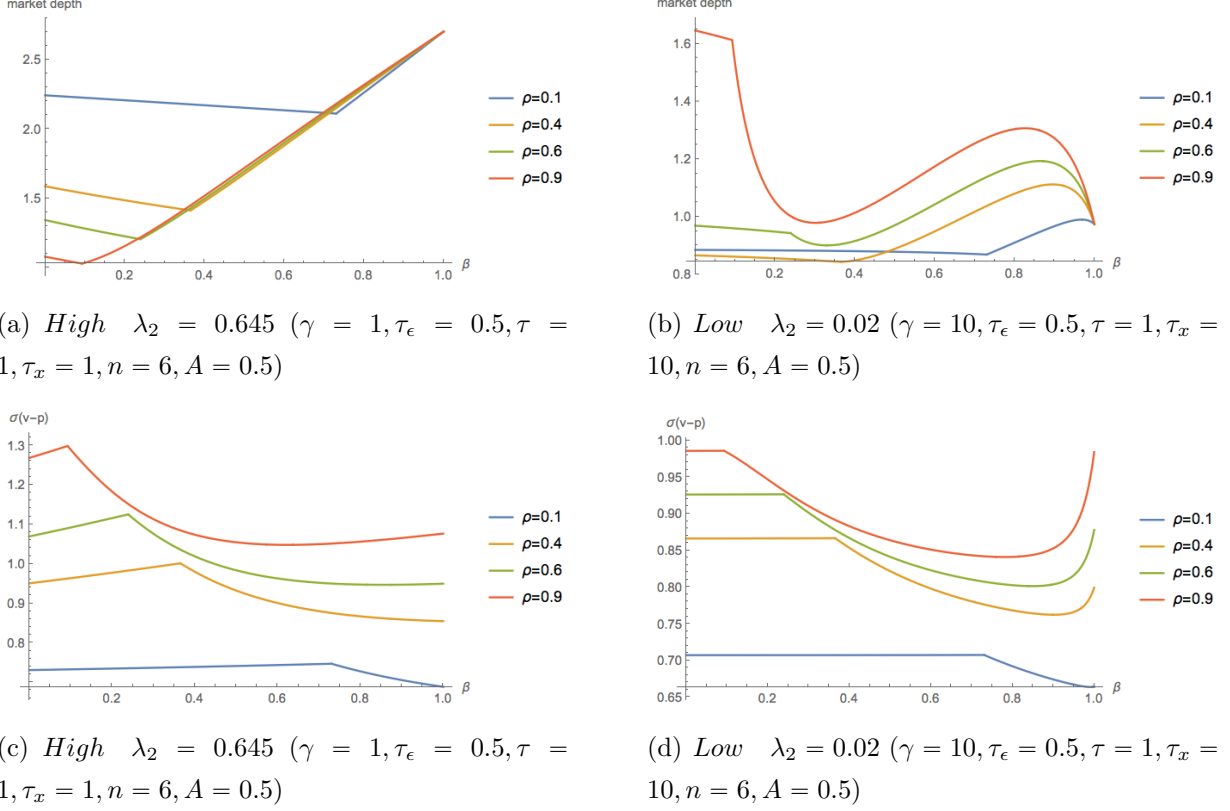 market depth
2.5
2.0
1.5
0.2 0.4 0.6 0.8 1.0 β
ρ=0.1
ρ=0.4
ρ=0.6
ρ=0.9
(a) High λ2 = 0.645 (γ = 1, τϵ = 0.5, τ =
1, τx = 1, n = 6, A = 0.5)
market depth
1.6
1.4
1.2
1.0
0.8 0.2 0.4 0.6 0.8 1.0 β
ρ=0.1
ρ=0.4
ρ=0.6
ρ=0.9
(b) Low λ2 = 0.02 (γ = 10, τϵ = 0.5, τ = 1, τx =
10, n = 6, A = 0.5)
σ(v-p)
1.3
1.2
1.1
1.0
0.9
0.8
0.2 0.4 0.6 0.8 1.0 β
ρ=0.1
ρ=0.4
ρ=0.6
ρ=0.9
(c) High λ2 = 0.645 (γ = 1, τϵ = 0.5, τ =
1, τx = 1, n = 6, A = 0.5)
σ(v-p)
1.00
0.95
0.90
0.85
0.80
0.75
0.70
0.65
0.2 0.4 0.6 0.8 1.0 β
ρ=0.1
ρ=0.4
ρ=0.6
ρ=0.9
(d) Low λ2 = 0.02 (γ = 10, τϵ = 0.5, τ = 1, τx =
10, n = 6, A = 0.5)